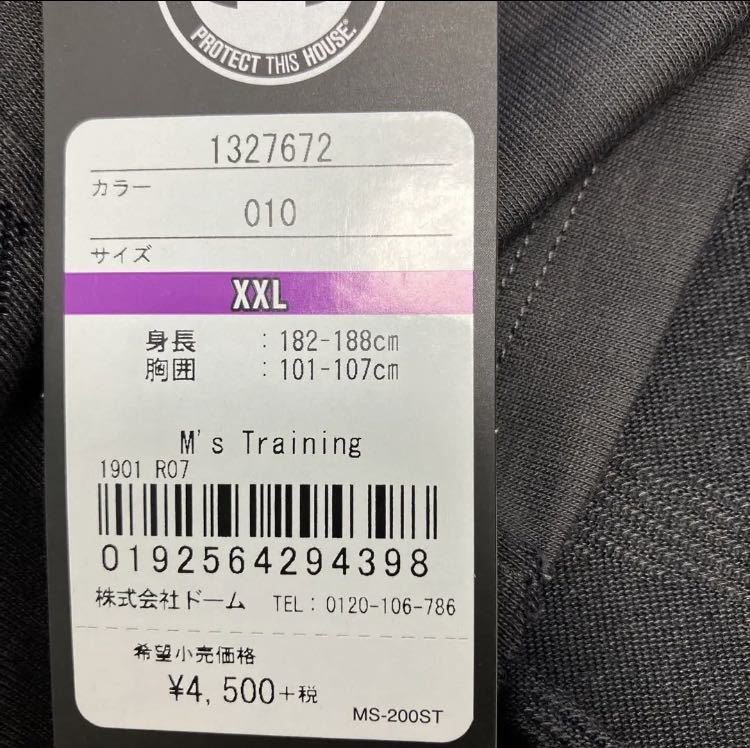 PROTECT THIS HOUSE.®
1327672
カラー
010
サイズ
XXL
身長 : 182-188cm
胸囲 : 101-107cm
M's Training
1901 R07
0192564294398
株式会社ドーム TEL: 0120-106-786
希望小売価格
¥4,500+税
MS-200ST